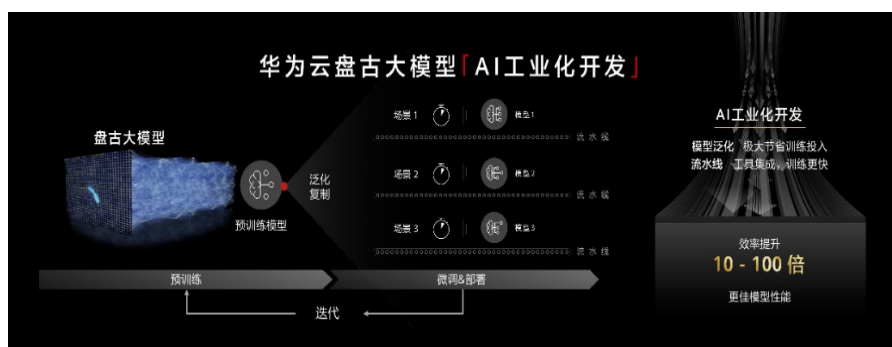 华为云盘古大模型「AI工业化开发」
盘古大模型
预训练模型
泛化
复制
场景 1 模型1
流水线
场景 2 模型2
流水线
场景 3 模型3
流水线
预训练
微调&部署
迭代
AI工业化开发
模型泛化 极大节省训练投入
流水线 工具集成，训练更快
效率提升
10 - 100 倍
更佳模型性能